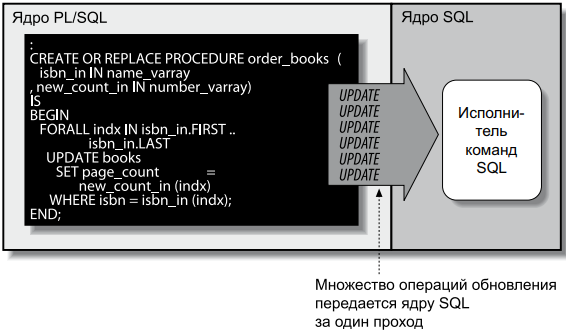 Ядро PL/SQL
:
CREATE OR REPLACE PROCEDURE order_books (
isbn_in IN name_varray
, new_count_in IN number_varray)
IS
BEGIN
FORALL indx IN isbn_in.FIRST ..
isbn_in.LAST
UPDATE books
SET page_count =
new_count_in (indx)
WHERE isbn = isbn_in (indx);
END;
UPDATE
UPDATE
UPDATE
UPDATE
UPDATE
UPDATE
Ядро SQL
Исполни-
тель
команд
SQL
Множество операций обновления
передается ядру SQL
за один проход